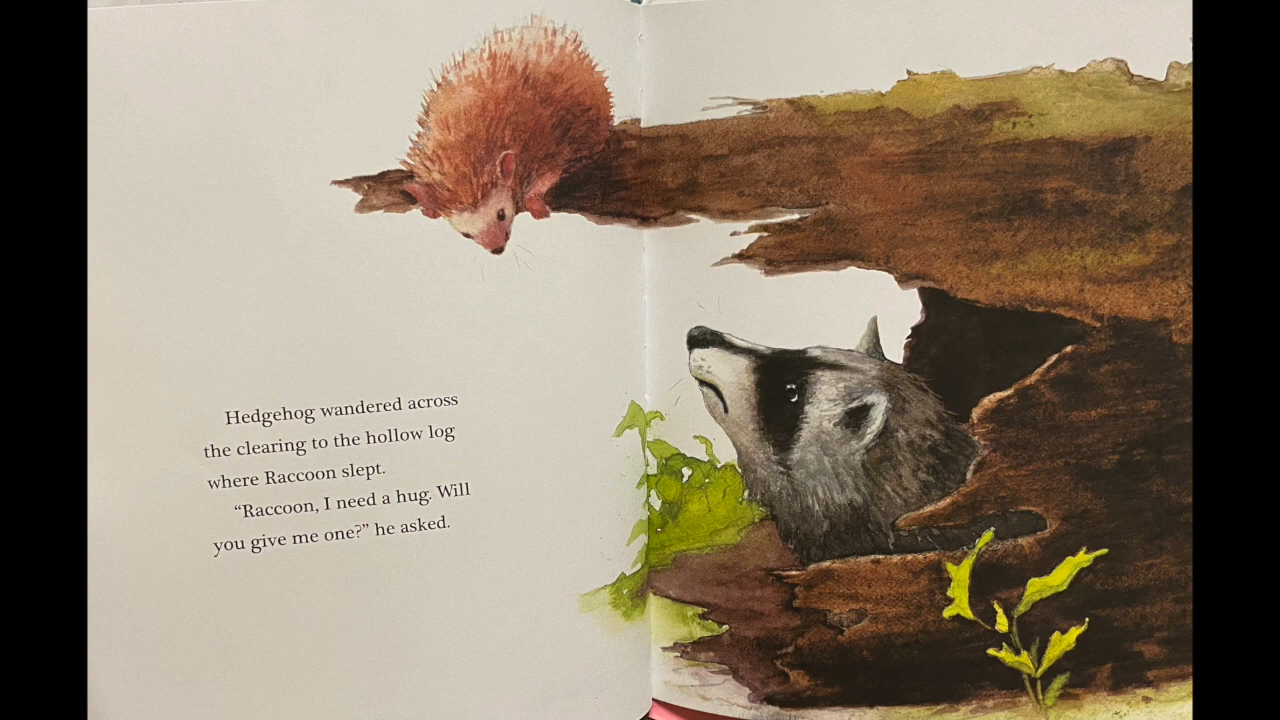 Hedgehog wandered across
the clearing to the hollow log
where Raccoon slept.
“Raccoon, I need a hug. Will
you give me one?” he asked.